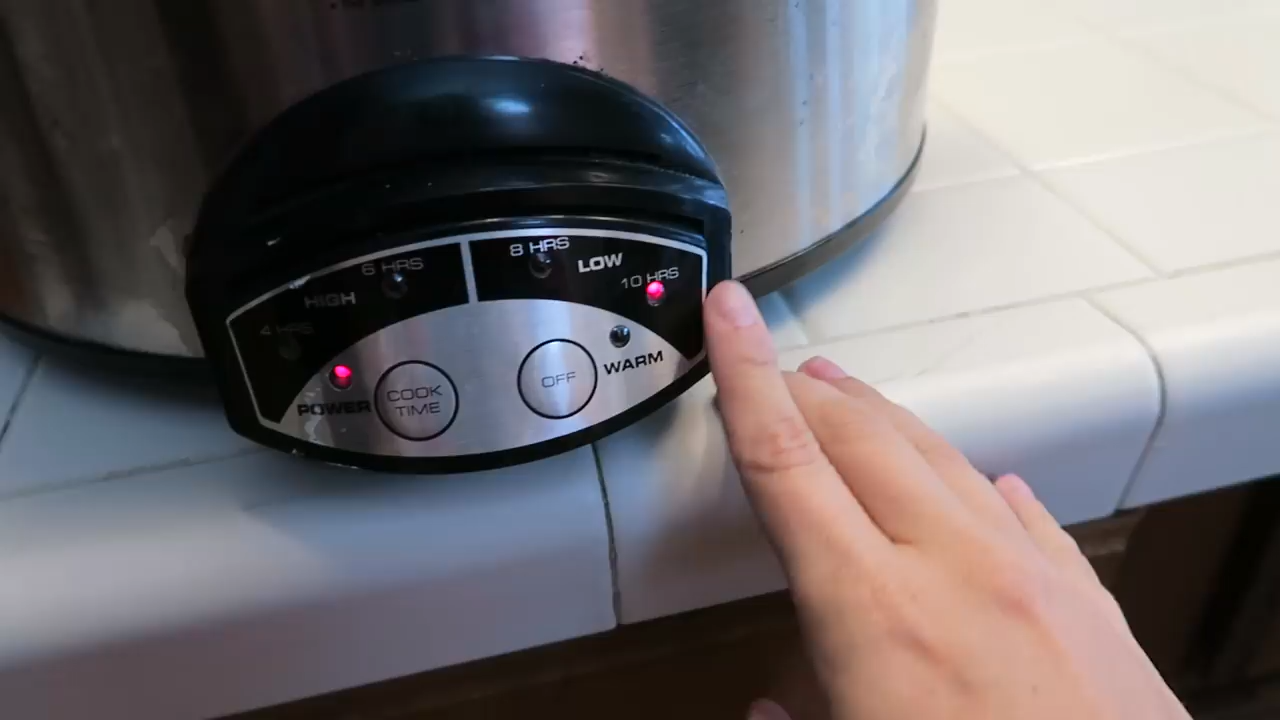 4 HRS
HIGH
6 HRS
8 HRS
LOW
10 HRS
POWER
COOK
TIME
OFF
WARM